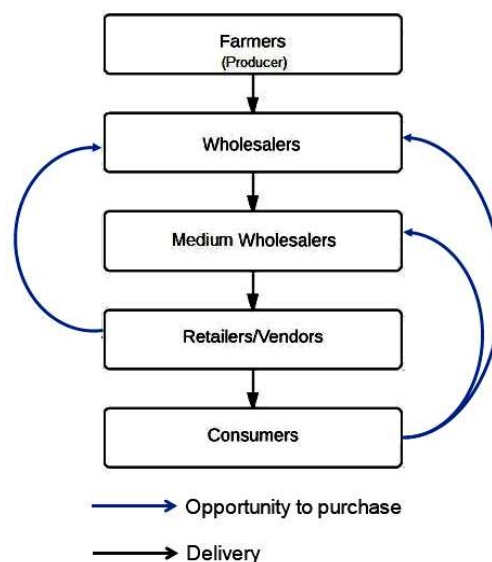 Farmers
(Producer)
Wholesalers
Medium Wholesalers
Retailers/Vendors
Consumers
Opportunity to purchase
Delivery